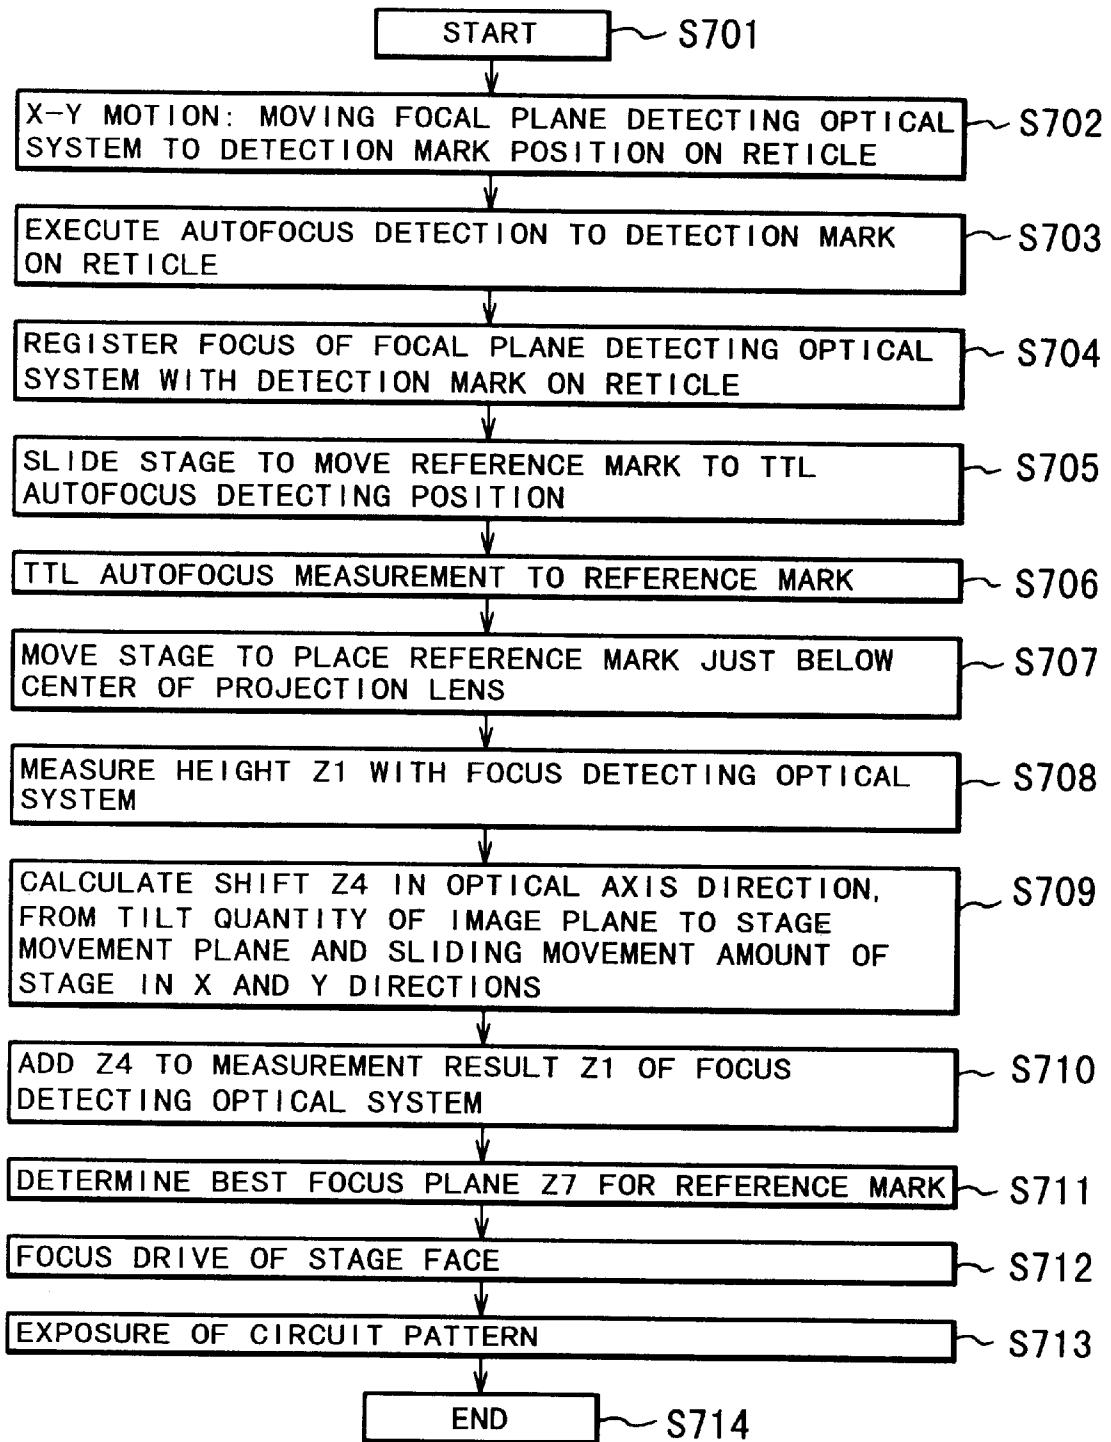 START
S701
X-Y MOTION: MOVING FOCAL PLANE DETECTING OPTICAL
SYSTEM TO DETECTION MARK POSITION ON RETICLE
S702
EXECUTE AUTOFOCUS DETECTION TO DETECTION MARK
ON RETICLE
S703
REGISTER FOCUS OF FOCAL PLANE DETECTING OPTICAL
SYSTEM WITH DETECTION MARK ON RETICLE
S704
SLIDE STAGE TO MOVE REFERENCE MARK TO TTL
AUTOFOCUS DETECTING POSITION
S705
TTL AUTOFOCUS MEASUREMENT TO REFERENCE MARK
S706
MOVE STAGE TO PLACE REFERENCE MARK JUST BELOW
CENTER OF PROJECTION LENS
S707
MEASURE HEIGHT Z1 WITH FOCUS DETECTING OPTICAL
SYSTEM
S708
CALCULATE SHIFT Z4 IN OPTICAL AXIS DIRECTION,
FROM TILT QUANTITY OF IMAGE PLANE TO STAGE
MOVEMENT PLANE AND SLIDING MOVEMENT AMOUNT OF
STAGE IN X AND Y DIRECTIONS
S709
ADD Z4 TO MEASUREMENT RESULT Z1 OF FOCUS
DETECTING OPTICAL SYSTEM
S710
DETERMINE BEST FOCUS PLANE Z7 FOR REFERENCE MARK
S711
FOCUS DRIVE OF STAGE FACE
S712
EXPOSURE OF CIRCUIT PATTERN
S713
END
S714